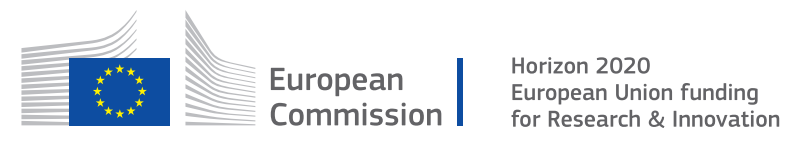 European
Commission
Horizon 2020
European Union funding
for Research & Innovation